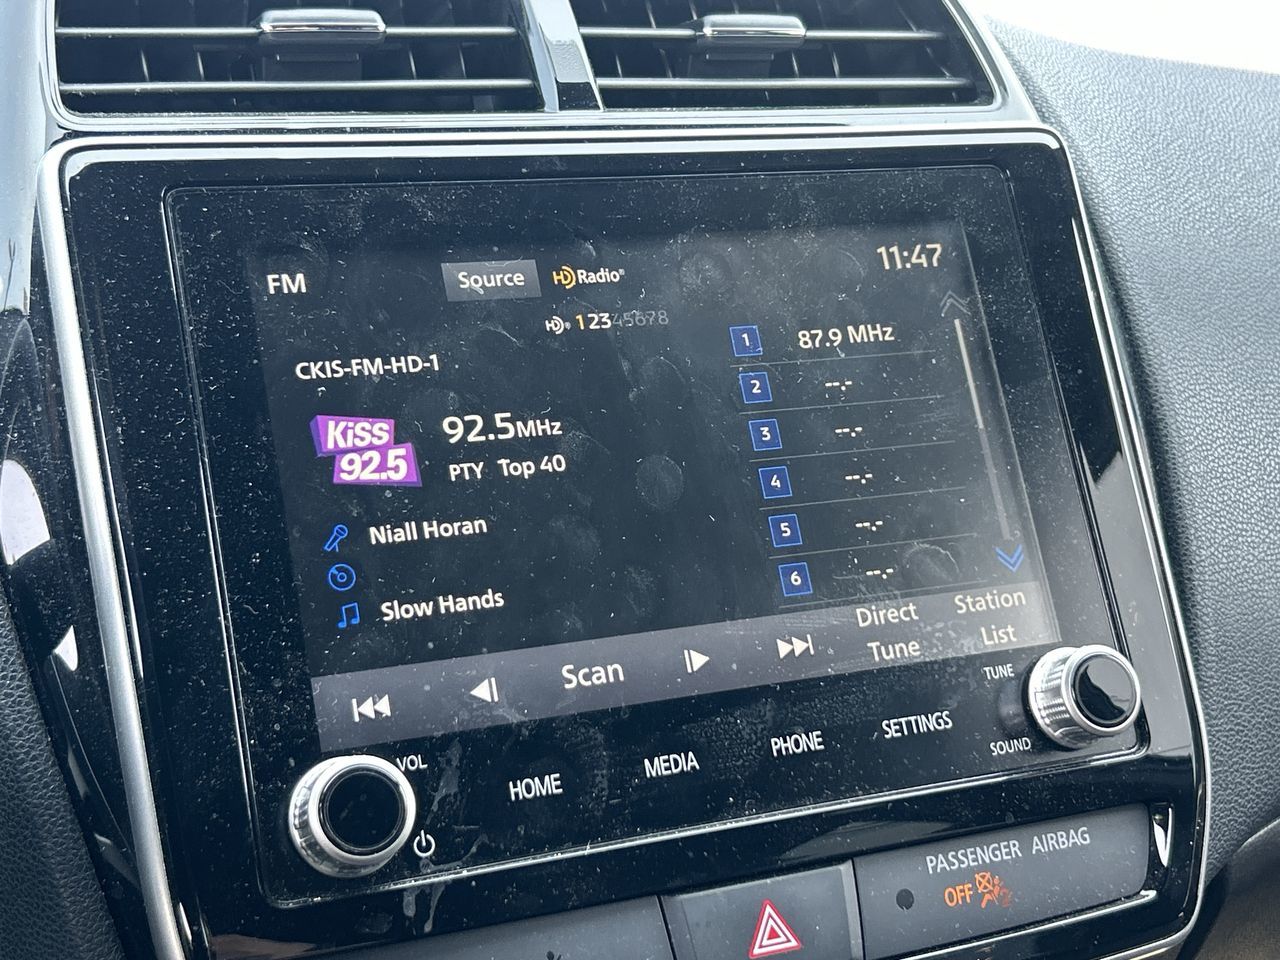 FM
Source
HD Radio®
11:47
HD® 12345678
CKIS-FM-HD-1
KiSS
92.5
92.5MHz
PTY Top 40
Niall Horan
Slow Hands
1 87.9 MHz
2 --.-
3 --.-
4 --.-
5 --.-
6 --.-
Scan
Direct
Tune
Station
List
TUNE
SOUND
VOL
HOME
MEDIA
PHONE
SETTINGS
PASSENGER AIRBAG
OFF